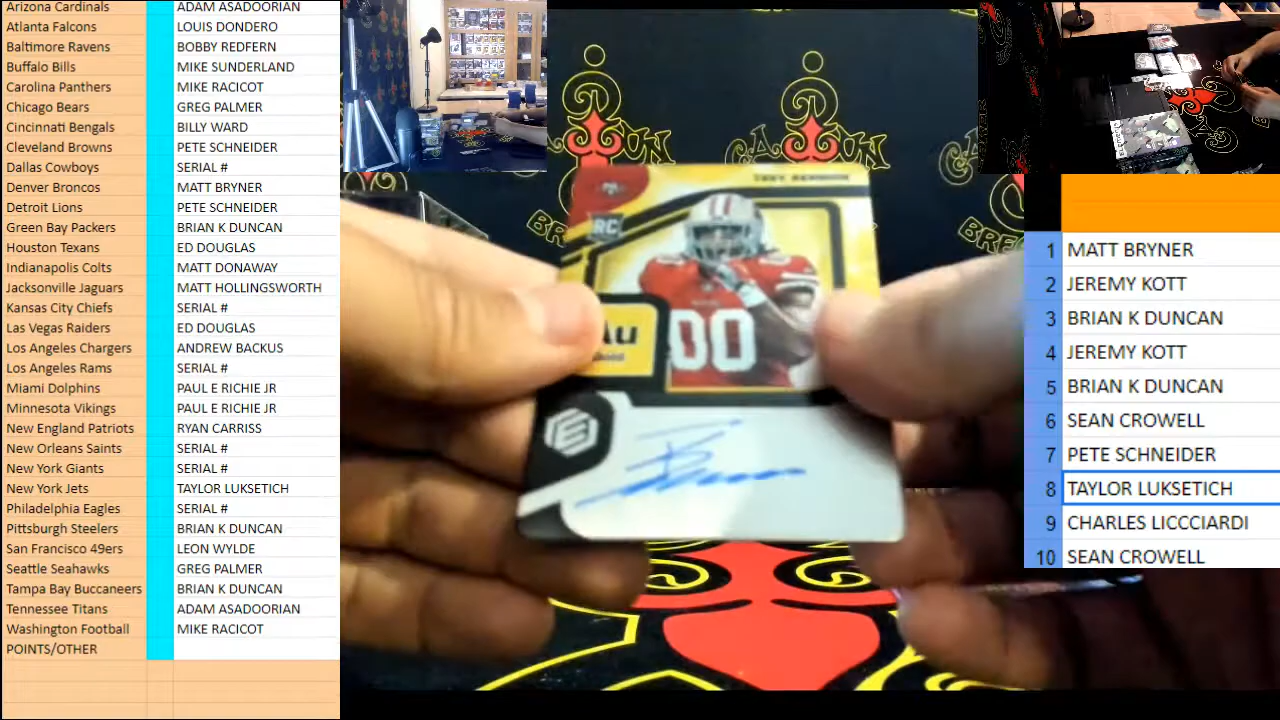 Arizona Cardinals ADAM ASADOORIAN
Atlanta Falcons LOUIS DONDERO
Baltimore Ravens BOBBY REDFERN
Buffalo Bills MIKE SUNDERLAND
Carolina Panthers MIKE RACICOT
Chicago Bears GREG PALMER
Cincinnati Bengals BILLY WARD
Cleveland Browns PETE SCHNEIDER
Dallas Cowboys SERIAL #
Denver Broncos MATT BRYNER
Detroit Lions PETE SCHNEIDER
Green Bay Packers BRIAN K DUNCAN
Houston Texans ED DOUGLAS
Indianapolis Colts MATT DONAWAY
Jacksonville Jaguars MATT HOLLINGSWORTH
Kansas City Chiefs SERIAL #
Las Vegas Raiders ED DOUGLAS
Los Angeles Chargers ANDREW BACKUS
Los Angeles Rams SERIAL #
Miami Dolphins PAUL E RICHIE JR
Minnesota Vikings PAUL E RICHIE JR
New England Patriots RYAN CARRISS
New Orleans Saints SERIAL #
New York Giants SERIAL #
New York Jets TAYLOR LUKSETICH
Philadelphia Eagles SERIAL #
Pittsburgh Steelers BRIAN K DUNCAN
San Francisco 49ers LEON WYLDE
Seattle Seahawks GREG PALMER
Tampa Bay Buccaneers BRIAN K DUNCAN
Tennessee Titans ADAM ASADOORIAN
Washington Football MIKE RACICOT
POINTS/OTHER
RC
Au
00
1 MATT BRYNER
2 JEREMY KOTT
3 BRIAN K DUNCAN
4 JEREMY KOTT
5 BRIAN K DUNCAN
6 SEAN CROWELL
7 PETE SCHNEIDER
8 TAYLOR LUKSETICH
9 CHARLES LICCCIARDI
10 SEAN CROWELL